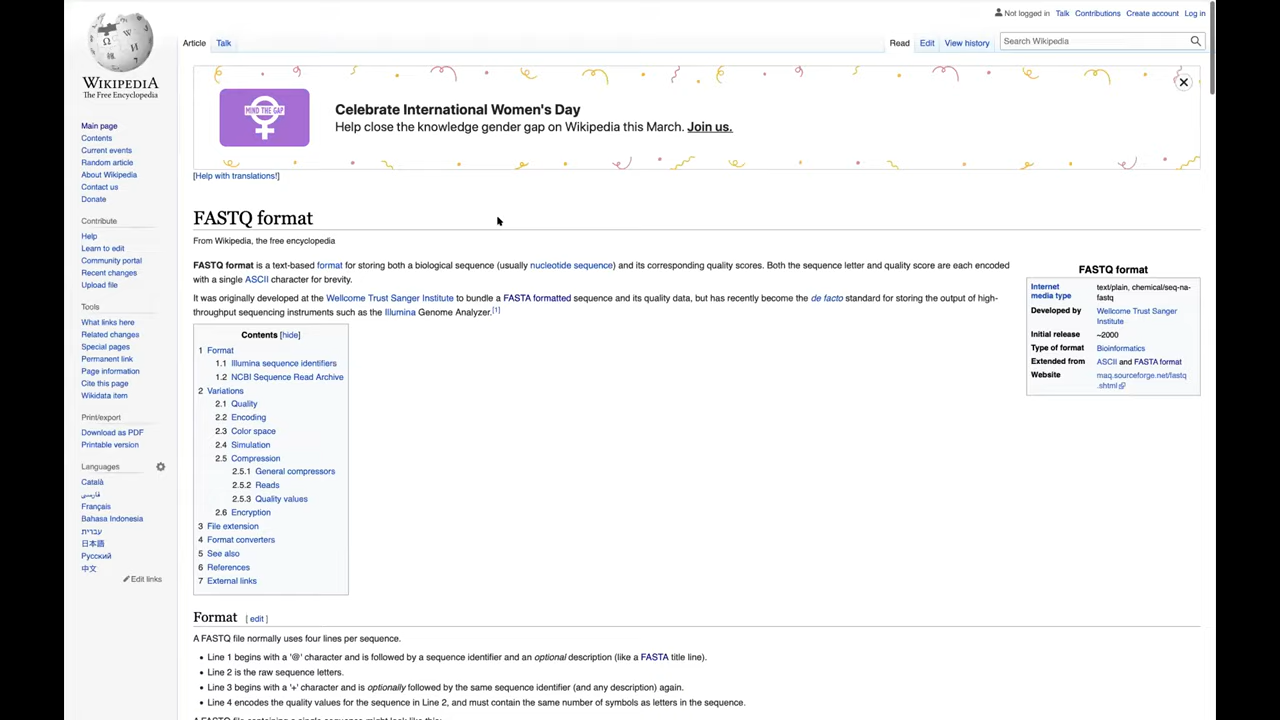 Not logged in Talk Contributions Create account Log in
Article Talk Read Edit View history Search Wikipedia
WIKIPEDIA
The Free Encyclopedia
Main page
Contents
Current events
Random article
About Wikipedia
Contact us
Donate
Contribute
Help
Learn to edit
Community portal
Recent changes
Upload file
Tools
What links here
Related changes
Special pages
Permanent link
Page information
Cite this page
Wikidata item
Print/export
Download as PDF
Printable version
Languages
Català
فارسی
Français
Bahasa Indonesia
עברית
日本語
Русский
中文
Edit links
MIND THE GAP
Celebrate International Women's Day
Help close the knowledge gender gap on Wikipedia this March. Join us.
[Help with translations!]
FASTQ format
From Wikipedia, the free encyclopedia
FASTQ format is a text-based format for storing both a biological sequence (usually nucleotide sequence) and its corresponding quality scores. Both the sequence letter and quality score are each encoded
with a single ASCII character for brevity.
It was originally developed at the Wellcome Trust Sanger Institute to bundle a FASTA formatted sequence and its quality data, but has recently become the de facto standard for storing the output of high-
throughput sequencing instruments such as the Illumina Genome Analyzer.[1]
FASTQ format
Internet media type text/plain, chemical/seq-na-fastq
Developed by Wellcome Trust Sanger Institute
Initial release ~2000
Type of format Bioinformatics
Extended from ASCII and FASTA format
Website maq.sourceforge.net/fastq.shtml
Contents [hide]
1 Format
1.1 Illumina sequence identifiers
1.2 NCBI Sequence Read Archive
2 Variations
2.1 Quality
2.2 Encoding
2.3 Color space
2.4 Simulation
2.5 Compression
2.5.1 General compressors
2.5.2 Reads
2.5.3 Quality values
2.6 Encryption
3 File extension
4 Format converters
5 See also
6 References
7 External links
Format [ edit ]
A FASTQ file normally uses four lines per sequence.
• Line 1 begins with a '@' character and is followed by a sequence identifier and an optional description (like a FASTA title line).
• Line 2 is the raw sequence letters.
• Line 3 begins with a '+' character and is optionally followed by the same sequence identifier (and any description) again.
• Line 4 encodes the quality values for the sequence in Line 2, and must contain the same number of symbols as letters in the sequence.
A FASTQ file containing a single sequence might look like this: